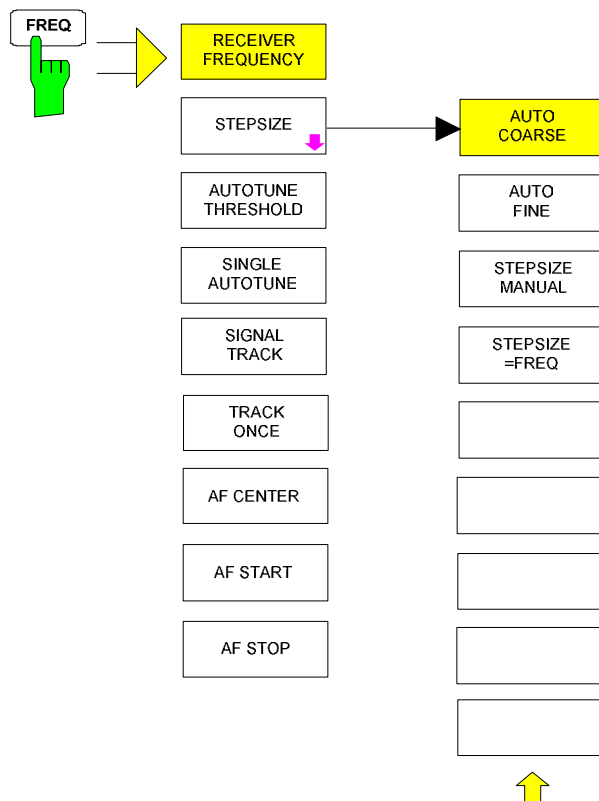 FREQ
RECEIVER
FREQUENCY
STEPSIZE
AUTOTUNE
THRESHOLD
SINGLE
AUTOTUNE
SIGNAL
TRACK
TRACK
ONCE
AF CENTER
AF START
AF STOP
AUTO
COARSE
AUTO
FINE
STEPSIZE
MANUAL
STEPSIZE
=FREQ